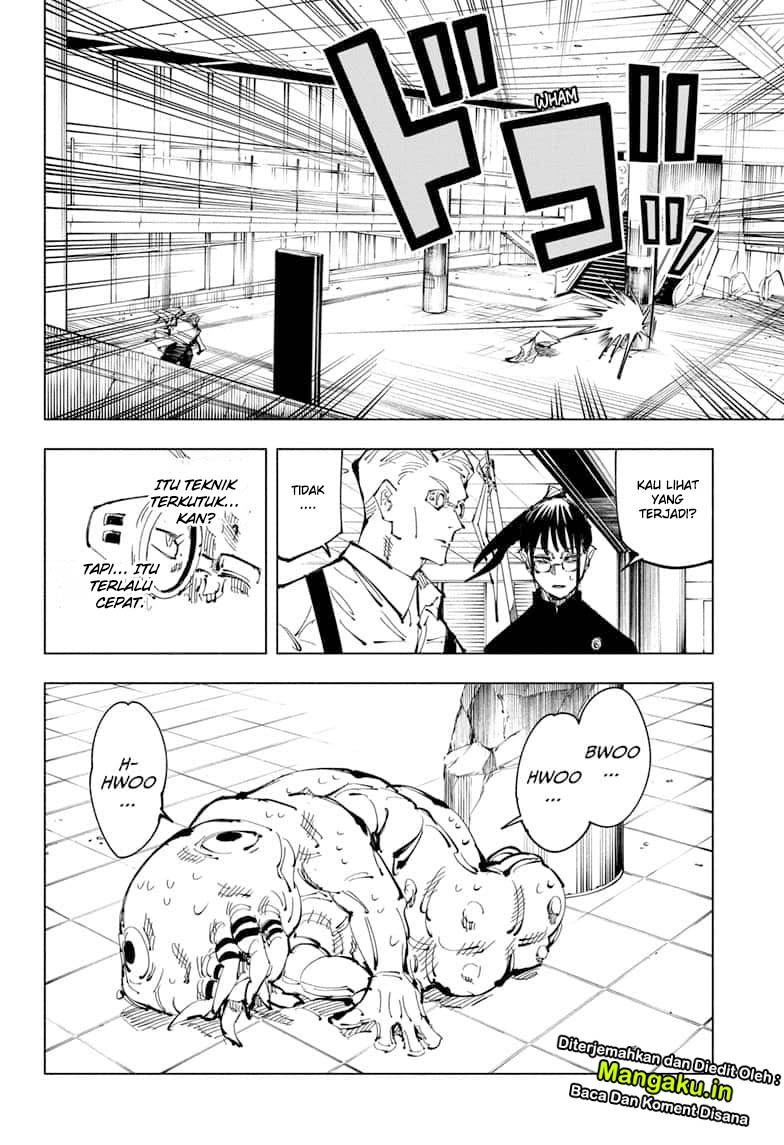 ドゴッ
WHAM
KAU LIHAT
YANG
TERJADI?
TIDAK
....
ITU TEKNIK
TERKUTUK...
KAN?
TAPI... ITU
TERLALU
CEPAT.
BWOO
...
HWOO
...
H-
HWOO
...
Diterjemahkan dan Diedit Oleh :
Mangaku.in
Baca Dan Koment Disana